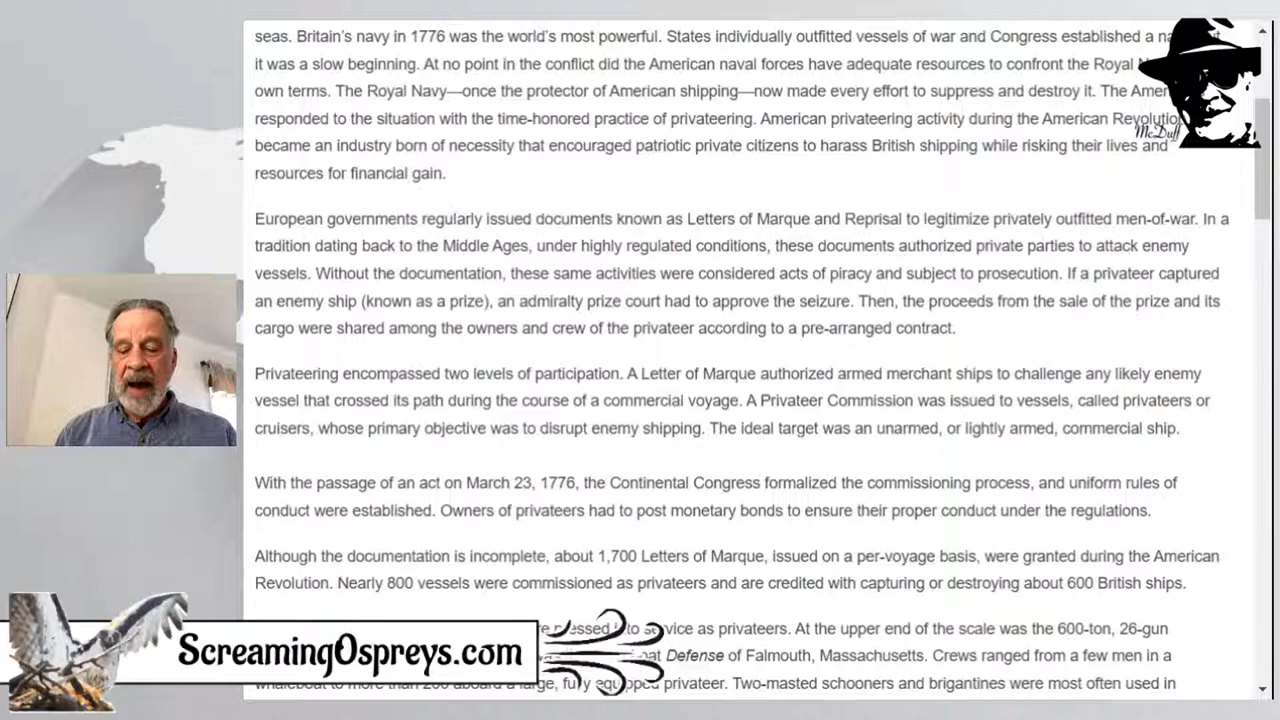 seas. Britain's navy in 1776 was the world's most powerful. States individually outfitted vessels of war and Congress established a
it was a slow beginning. At no point in the conflict did the American naval forces have adequate resources to confront the Royal
own terms. The Royal Navy—once the protector of American shipping—now made every effort to suppress and destroy it. The
responded to the situation with the time-honored practice of privateering. American privateering activity during the American
became an industry born of necessity that encouraged patriotic private citizens to harass British shipping while risking their lives and
resources for financial gain.
McDuff
European governments regularly issued documents known as Letters of Marque and Reprisal to legitimize privately outfitted men-of-war. In a
tradition dating back to the Middle Ages, under highly regulated conditions, these documents authorized private parties to attack enemy
vessels. Without the documentation, these same activities were considered acts of piracy and subject to prosecution. If a privateer captured
an enemy ship (known as a prize), an admiralty prize court had to approve the seizure. Then, the proceeds from the sale of the prize and its
cargo were shared among the owners and crew of the privateer according to a pre-arranged contract.
Privateering encompassed two levels of participation. A Letter of Marque authorized armed merchant ships to challenge any likely enemy
vessel that crossed its path during the course of a commercial voyage. A Privateer Commission was issued to vessels, called privateers or
cruisers, whose primary objective was to disrupt enemy shipping. The ideal target was an unarmed, or lightly armed, commercial ship.
With the passage of an act on March 23, 1776, the Continental Congress formalized the commissioning process, and uniform rules of
conduct were established. Owners of privateers had to post monetary bonds to ensure their proper conduct under the regulations.
Although the documentation is incomplete, about 1,700 Letters of Marque, issued on a per-voyage basis, were granted during the American
Revolution. Nearly 800 vessels were commissioned as privateers and are credited with capturing or destroying about 600 British ships.
pressed into service as privateers. At the upper end of the scale was the 600-ton, 26-gun
Defense of Falmouth, Massachusetts. Crews ranged from a few men in a
whaleboat to more than 200 aboard a large, fully equipped privateer. Two-masted schooners and brigantines were most often used in
ScreamingOspreys.com